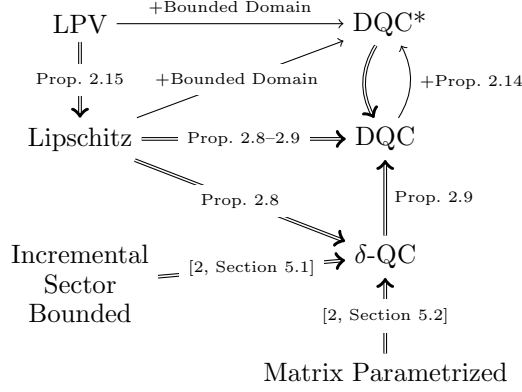 LPV
+Bounded Domain
DQC*
Prop. 2.15
+Bounded Domain
+Prop. 2.14
Lipschitz
Prop. 2.8–2.9
DQC
Prop. 2.8
Prop. 2.9
Incremental
Sector
Bounded
[2, Section 5.1]
δ-QC
[2, Section 5.2]
Matrix Parametrized